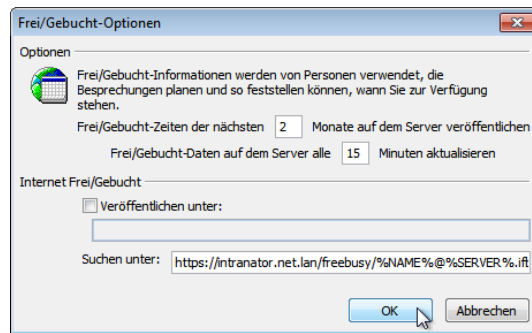 Frei/Gebucht-Optionen
Optionen
Frei/Gebucht-Informationen werden von Personen verwendet, die
Besprechungen planen und so feststellen können, wann Sie zur Verfügung
stehen.
Frei/Gebucht-Zeiten der nächsten 2 Monate auf dem Server veröffentlichen
Frei/Gebucht-Daten auf dem Server alle 15 Minuten aktualisieren
Internet Frei/Gebucht
Veröffentlichen unter:
Suchen unter: https://intranator.net.lan/freebusy/%NAME%@%SERVER%.ift
OK Abbrechen